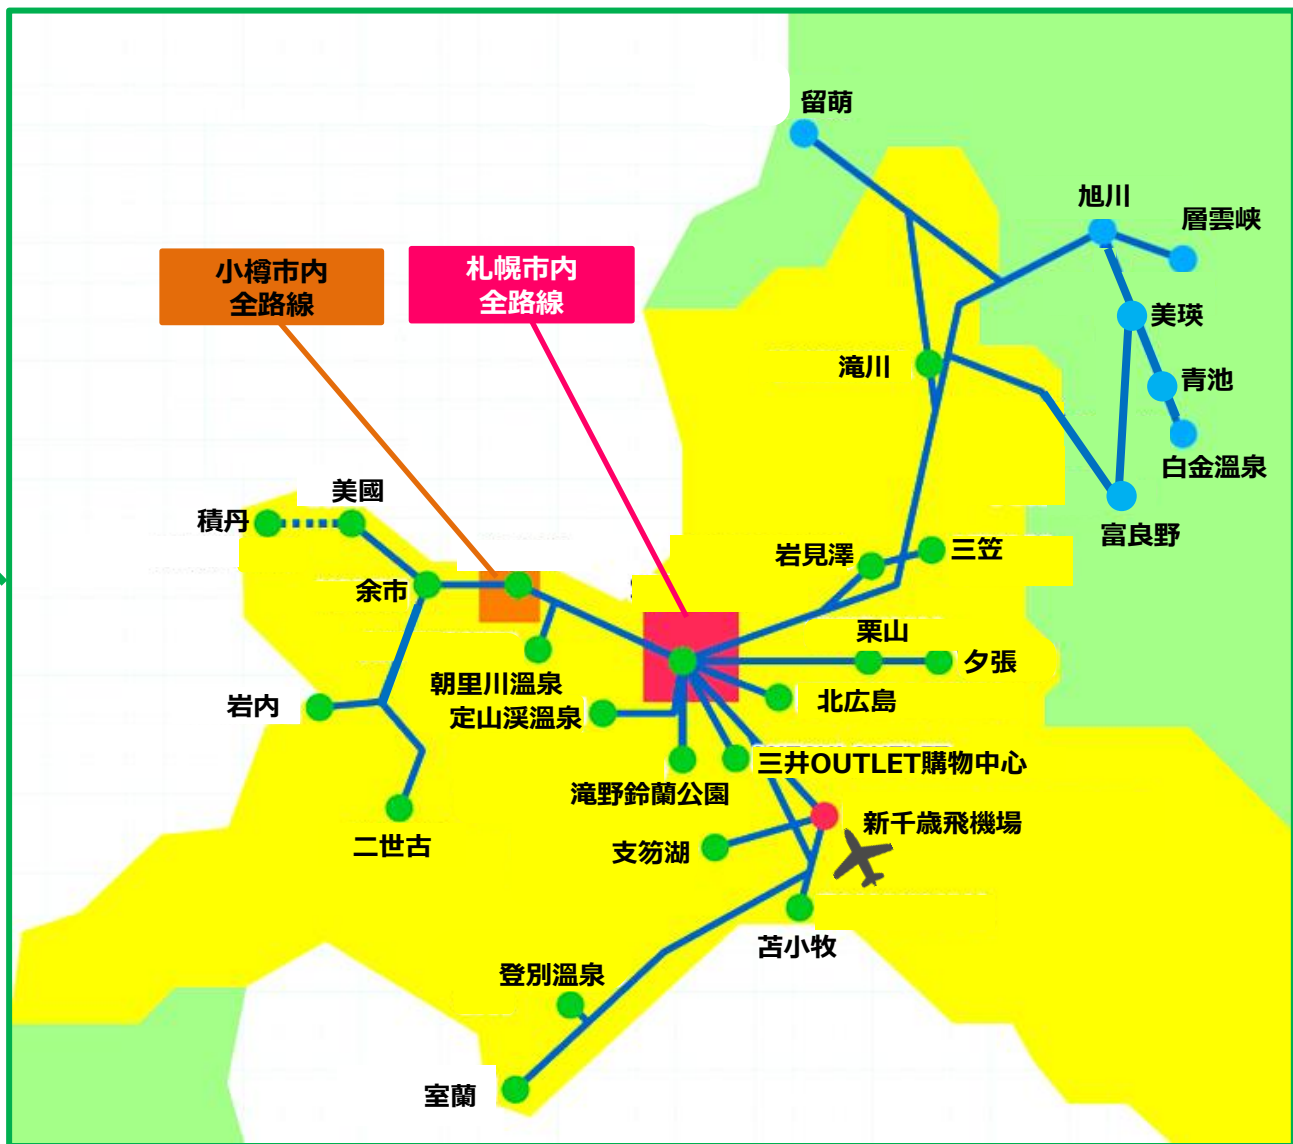 留萌
旭川
層雲峡
小樽市内
全路線
札幌市内
全路線
美瑛
滝川
青池
白金溫泉
美國
積丹
富良野
岩見澤
三笠
余市
栗山
夕張
朝里川溫泉
岩内
定山渓溫泉
北広島
三井OUTLET購物中心
滝野鈴蘭公園
新千歳飛機場
二世古
支笏湖
苫小牧
登別溫泉
室蘭